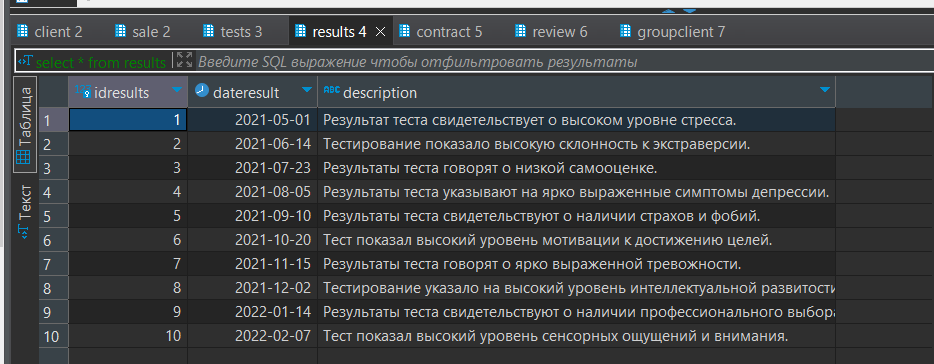 client 2 sale 2 tests 3 results 4 contract 5 review 6 groupclient 7
select * from results Введите SQL выражение чтобы отфильтровать результаты
Таблица
Текст
idresults dateresult ABC description
1 1 2021-05-01 Результат теста свидетельствует о высоком уровне стресса.
2 2 2021-06-14 Тестирование показало высокую склонность к экстраверсии.
3 3 2021-07-23 Результаты теста говорят о низкой самооценке.
4 4 2021-08-05 Результаты теста указывают на ярко выраженные симптомы депрессии.
5 5 2021-09-10 Результаты теста свидетельствуют о наличии страхов и фобий.
6 6 2021-10-20 Тест показал высокий уровень мотивации к достижению целей.
7 7 2021-11-15 Результаты теста говорят о ярко выраженной тревожности.
8 8 2021-12-02 Тестирование указало на высокий уровень интеллектуальной развитости
9 9 2022-01-14 Результаты теста свидетельствуют о наличии профессионального выбора
10 10 2022-02-07 Тест показал высокий уровень сенсорных ощущений и внимания.